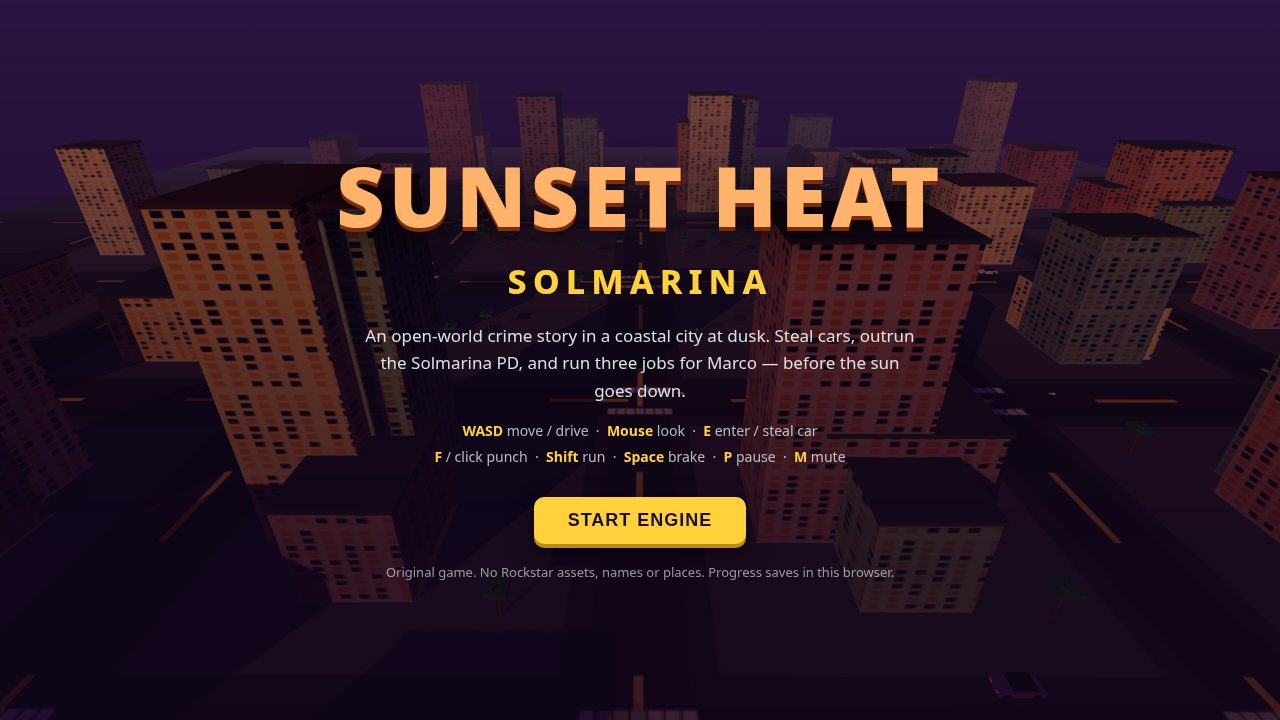 SUNSET HEAT
SOLMARINA
An open-world crime story in a coastal city at dusk. Steal cars, outrun
the Solmarina PD, and run three jobs for Marco — before the sun
goes down.
WASD move / drive · Mouse look · E enter / steal car
F / click punch · Shift run · Space brake · P pause · M mute
START ENGINE
Original game. No Rockstar assets, names or places. Progress saves in this browser.